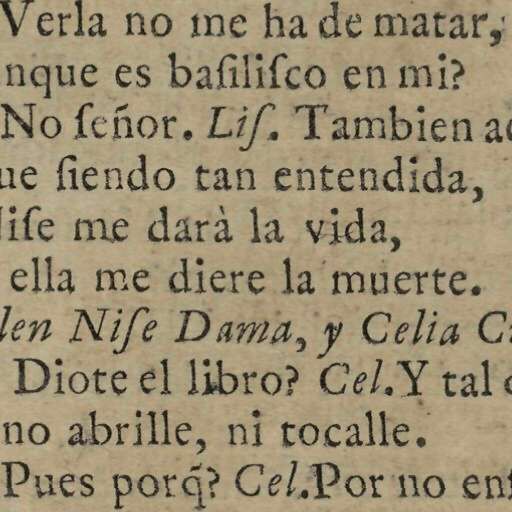 Verla no me ha de matar,
nque es baſiliſco en mi?
No ſeñor. Liſ. Tambien
ue ſiendo tan entendida,
iſe me darà la vida,
ella me diere la muerte.
len Niſe Dama, y Celia
Diote el libro? Cel. Y tal
no abrille, ni tocalle.
Pues porq̃? Cel. Por no